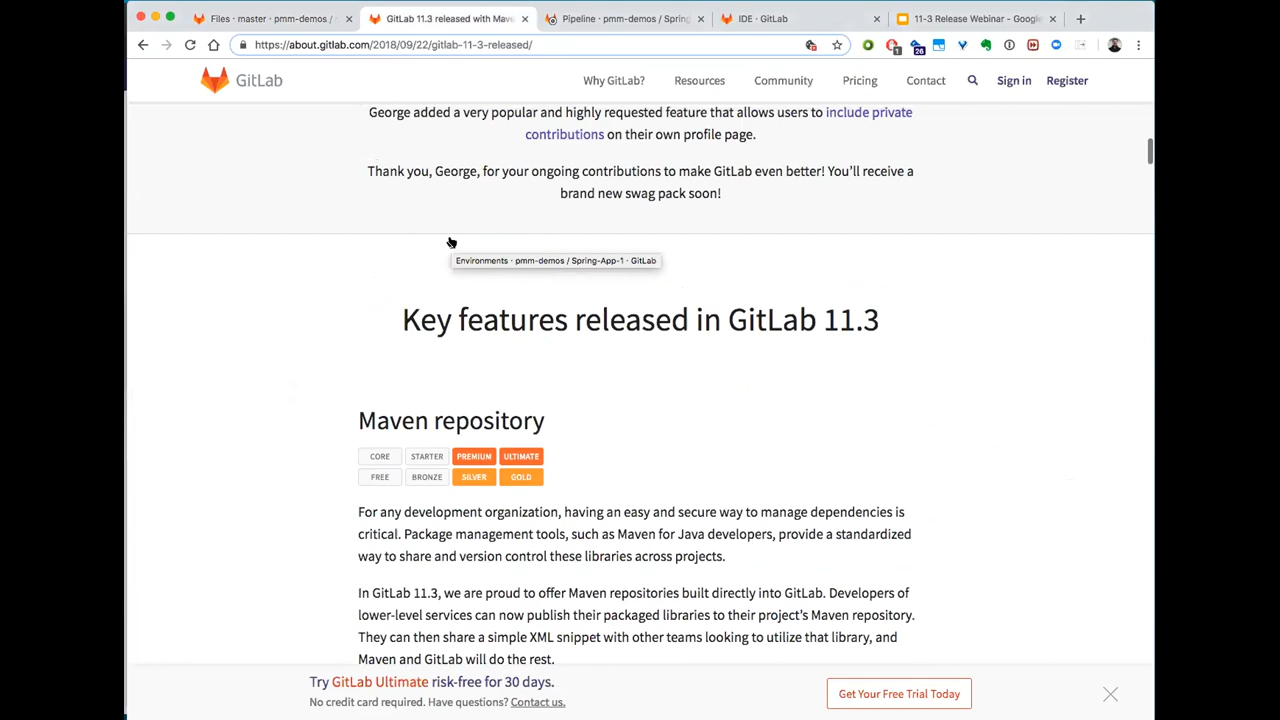 Files · master · pmm-demos /
GitLab 11.3 released with Mav
Pipeline · pmm-demos / Spring
IDE · GitLab
11-3 Release Webinar - Google
https://about.gitlab.com/2018/09/22/gitlab-11-3-released/
1
26
GitLab
Why GitLab?
Resources
Community
Pricing
Contact
Sign in
Register
George added a very popular and highly requested feature that allows users to include private
contributions on their own profile page.
Thank you, George, for your ongoing contributions to make GitLab even better! You'll receive a
brand new swag pack soon!
Environments · pmm-demos / Spring-App-1 · GitLab
Key features released in GitLab 11.3
Maven repository
CORE STARTER PREMIUM ULTIMATE
FREE BRONZE SILVER GOLD
For any development organization, having an easy and secure way to manage dependencies is
critical. Package management tools, such as Maven for Java developers, provide a standardized
way to share and version control these libraries across projects.
In GitLab 11.3, we are proud to offer Maven repositories built directly into GitLab. Developers of
lower-level services can now publish their packaged libraries to their project's Maven repository.
They can then share a simple XML snippet with other teams looking to utilize that library, and
Maven and GitLab will do the rest.
Try GitLab Ultimate risk-free for 30 days.
No credit card required. Have questions? Contact us.
Get Your Free Trial Today